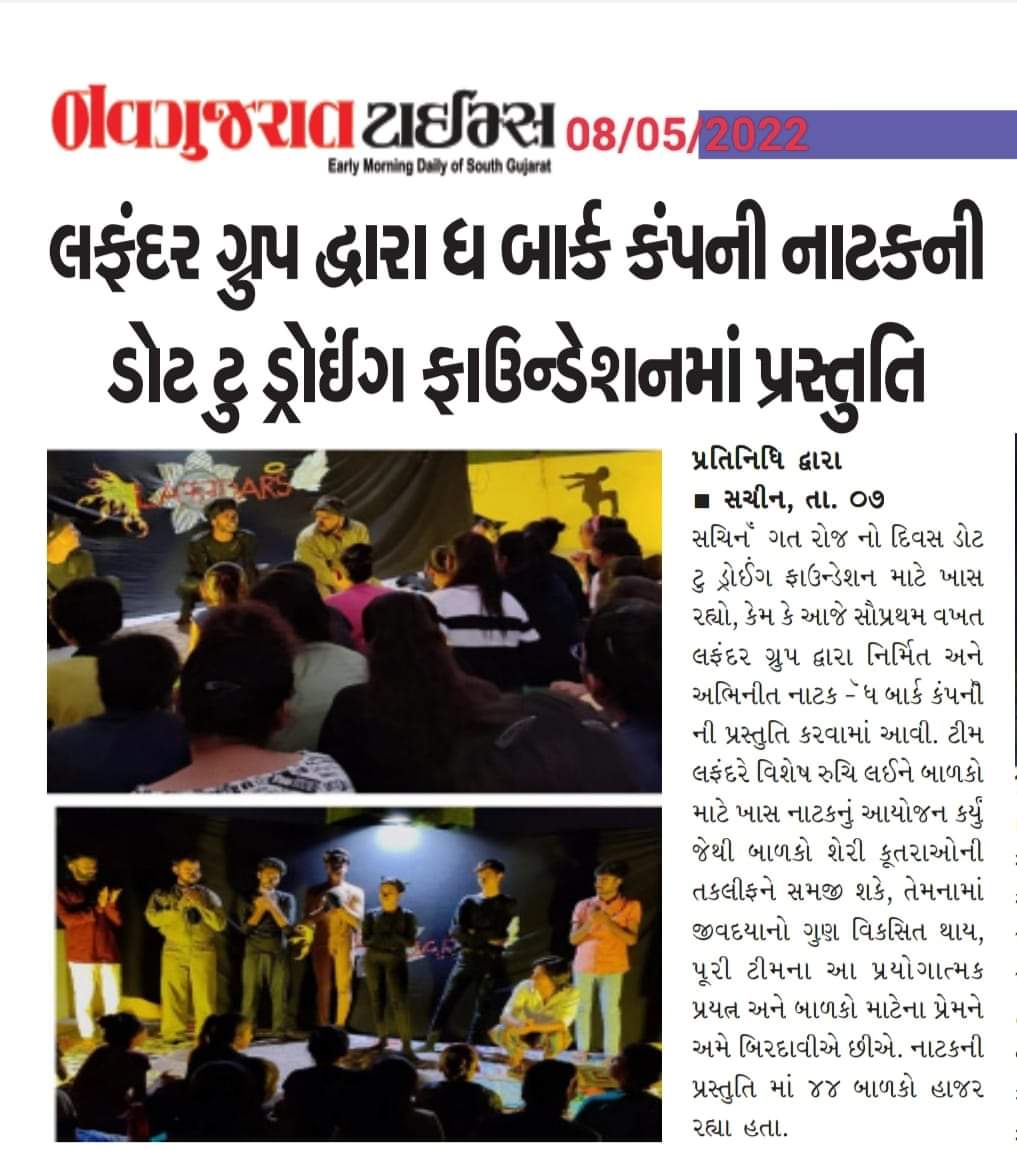 નવગુજરાત ટાઈમ્સ 08/05/2022
Early Morning Daily of South Gujarat
લફંદર ગ્રુપ દ્વારા ધ બાર્ક કંપની નાટકની
ડોટ ટુ ડ્રોઈંગ ફાઉન્ડેશનમાં પ્રસ્તુતિ
પ્રતિનિધિ દ્વારા
■ સચીન, તા. ૦૭
સચિનઁ ગત રોજ નો દિવસ ડોટ
ટુ ડ્રોઈંગ ફાઉન્ડેશન માટે ખાસ
રહ્યો, કેમ કે આજે સૌપ્રથમ વખત
લફંદર ગ્રુપ દ્વારા નિર્મિત અને
અભિનીત નાટક – ધ બાર્ક કંપની
ની પ્રસ્તુતિ કરવામાં આવી. ટીમ
લફંદરે વિશેષ રુચિ લઈને બાળકો
માટે ખાસ નાટકનું આયોજન કર્યું
જેથી બાળકો શેરી કૂતરાઓની
તકલીફને સમજી શકે, તેમનામાં
જીવદયાનો ગુણ વિકસિત થાય,
પૂરી ટીમના આ પ્રયોગાત્મક
પ્રયત્ન અને બાળકો માટેના પ્રેમને
અમે બિરદાવીએ છીએ. નાટકની
પ્રસ્તુતિ માં ૪૪ બાળકો હાજર
રહ્યા હતા.